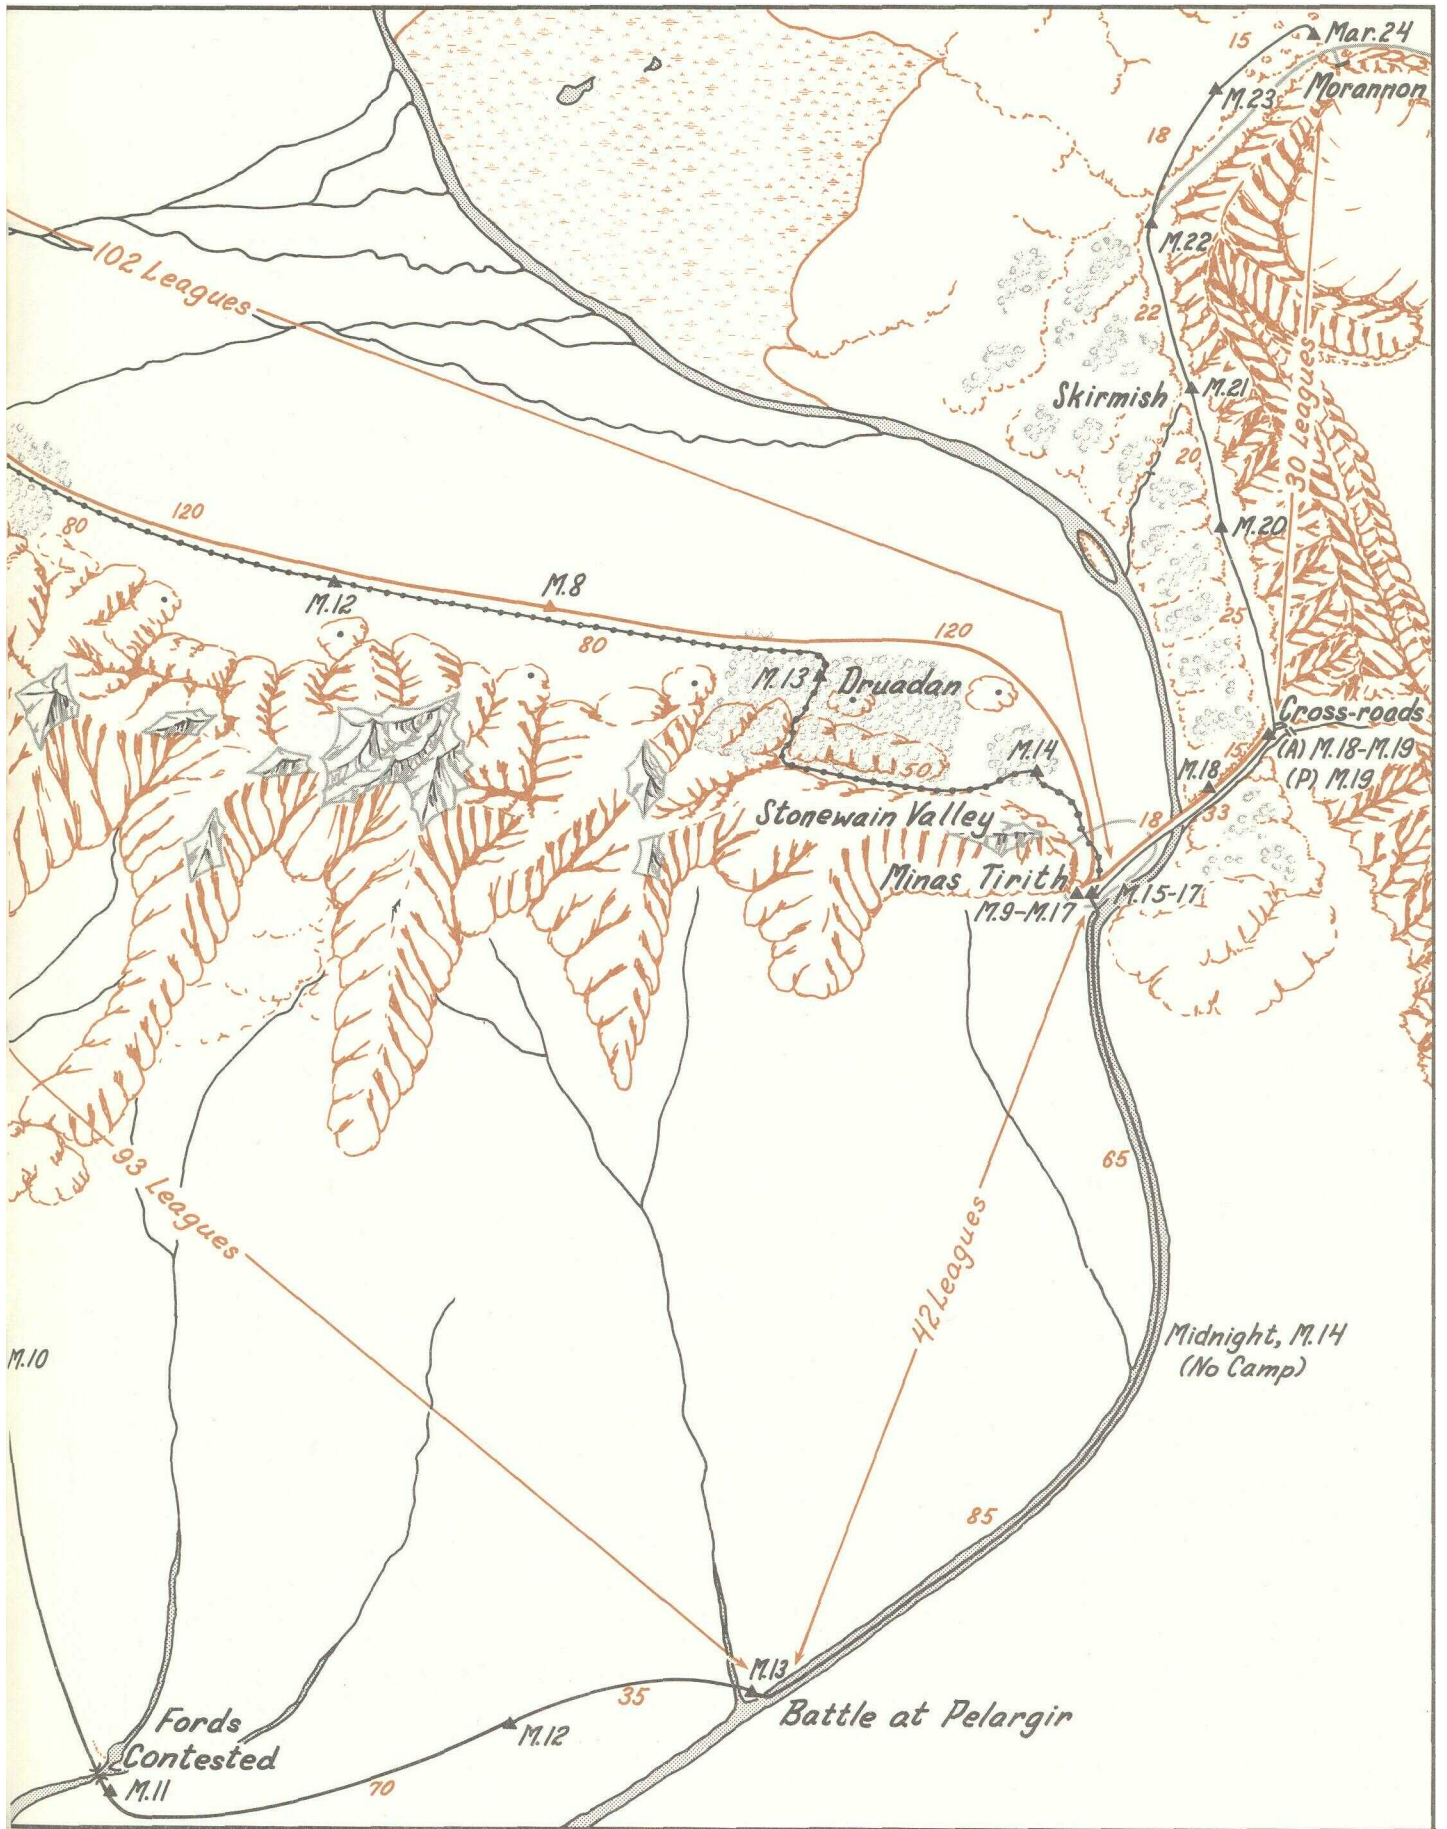 15
Mar.24
Morannon
M.23
18
M.22
102 Leagues
22
30 Leagues
Skirmish
M.21
20
M.20
120
80
M.12
M.8
80
120
25
M.13
Druadan
Cross-roads
(A) M.18-M.19
(P) M.19
15
M.18
M.14
50
33
18
Stonewain Valley
Minas Tirith
M.9-M.17
M.15-17
65
93 Leagues
42 Leagues
Midnight, M.14
(No Camp)
M.10
85
M.13
35
Battle at Pelargir
Fords
Contested
M.12
M.11
70